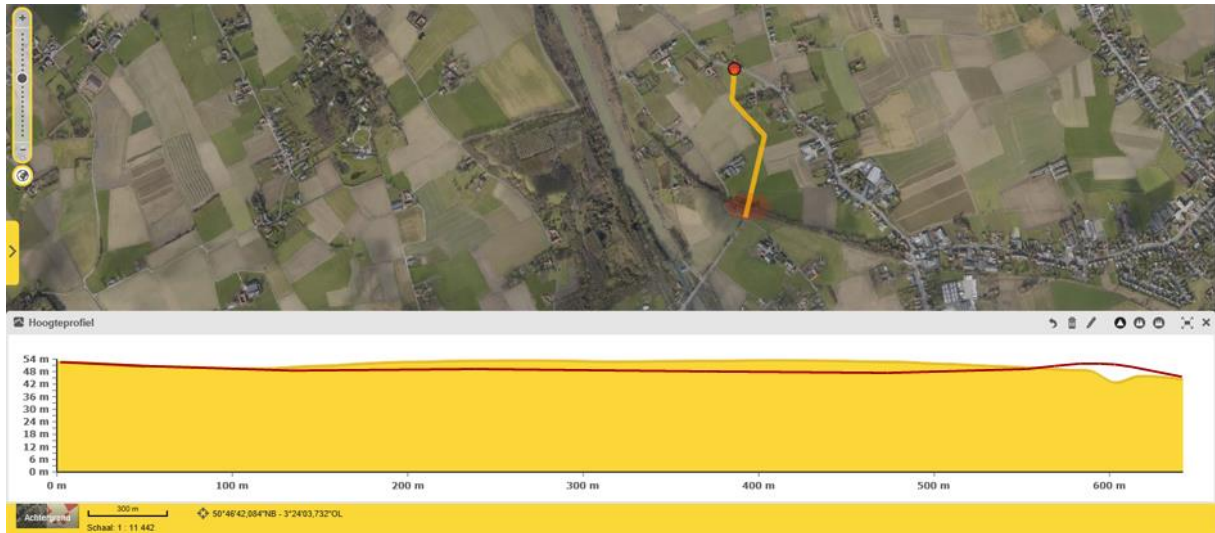 Hoogteprofiel
54 m
48 m
42 m
36 m
30 m
24 m
18 m
12 m
6 m
0 m
0 m 100 m 200 m 300 m 400 m 500 m 600 m
Achtergrond
300 m
Schaal: 1 : 11 442
50°46'42,084"NB - 3°24'03,732"OL